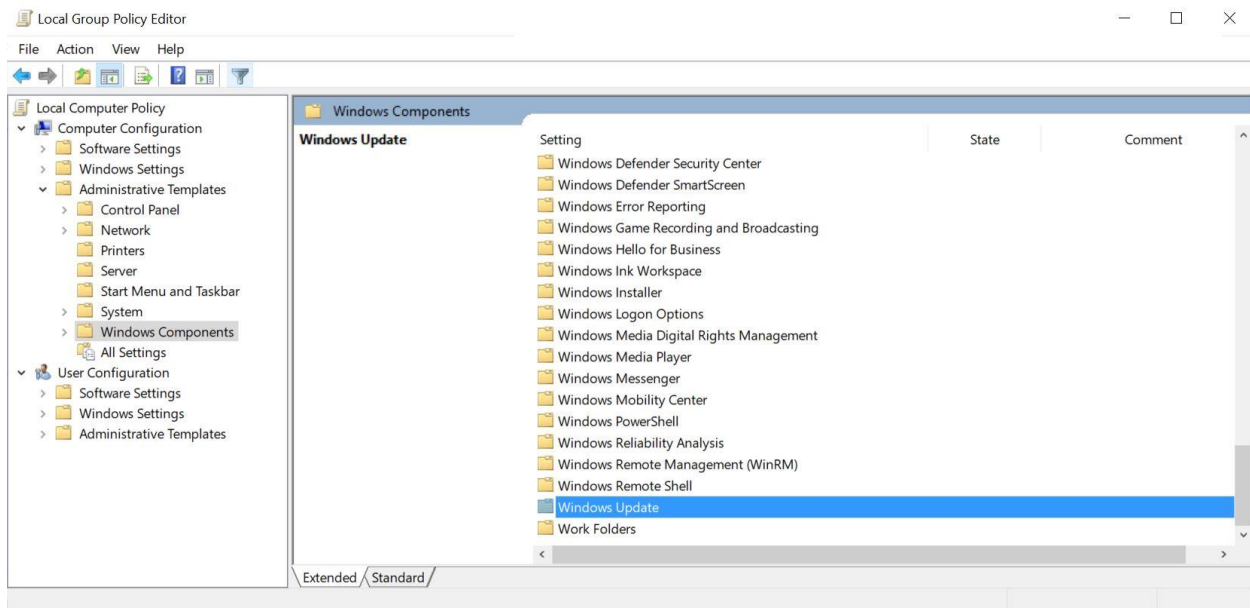 Local Group Policy Editor
File Action View Help
Local Computer Policy
Computer Configuration
Software Settings
Windows Settings
Administrative Templates
Control Panel
Network
Printers
Server
Start Menu and Taskbar
System
Windows Components
All Settings
User Configuration
Software Settings
Windows Settings
Administrative Templates
Windows Components
Windows Update
Setting State Comment
Windows Defender Security Center
Windows Defender SmartScreen
Windows Error Reporting
Windows Game Recording and Broadcasting
Windows Hello for Business
Windows Ink Workspace
Windows Installer
Windows Logon Options
Windows Media Digital Rights Management
Windows Media Player
Windows Messenger
Windows Mobility Center
Windows PowerShell
Windows Reliability Analysis
Windows Remote Management (WinRM)
Windows Remote Shell
Windows Update
Work Folders
Extended Standard